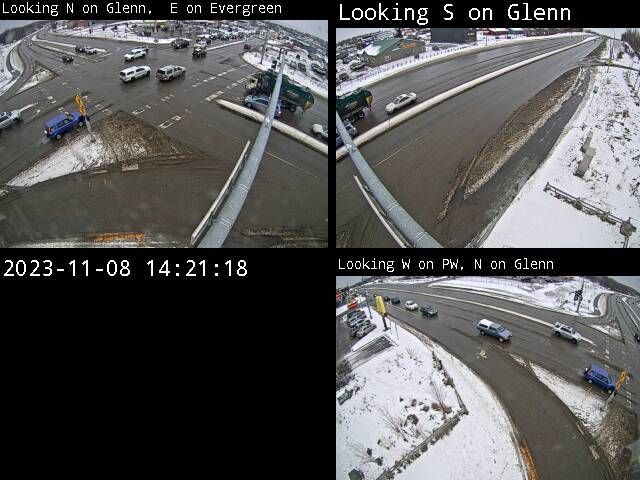 Looking N on Glenn,  E on Evergreen
Looking S on Glenn
2023-11-08 14:21:18
Looking W on PW, N on Glenn